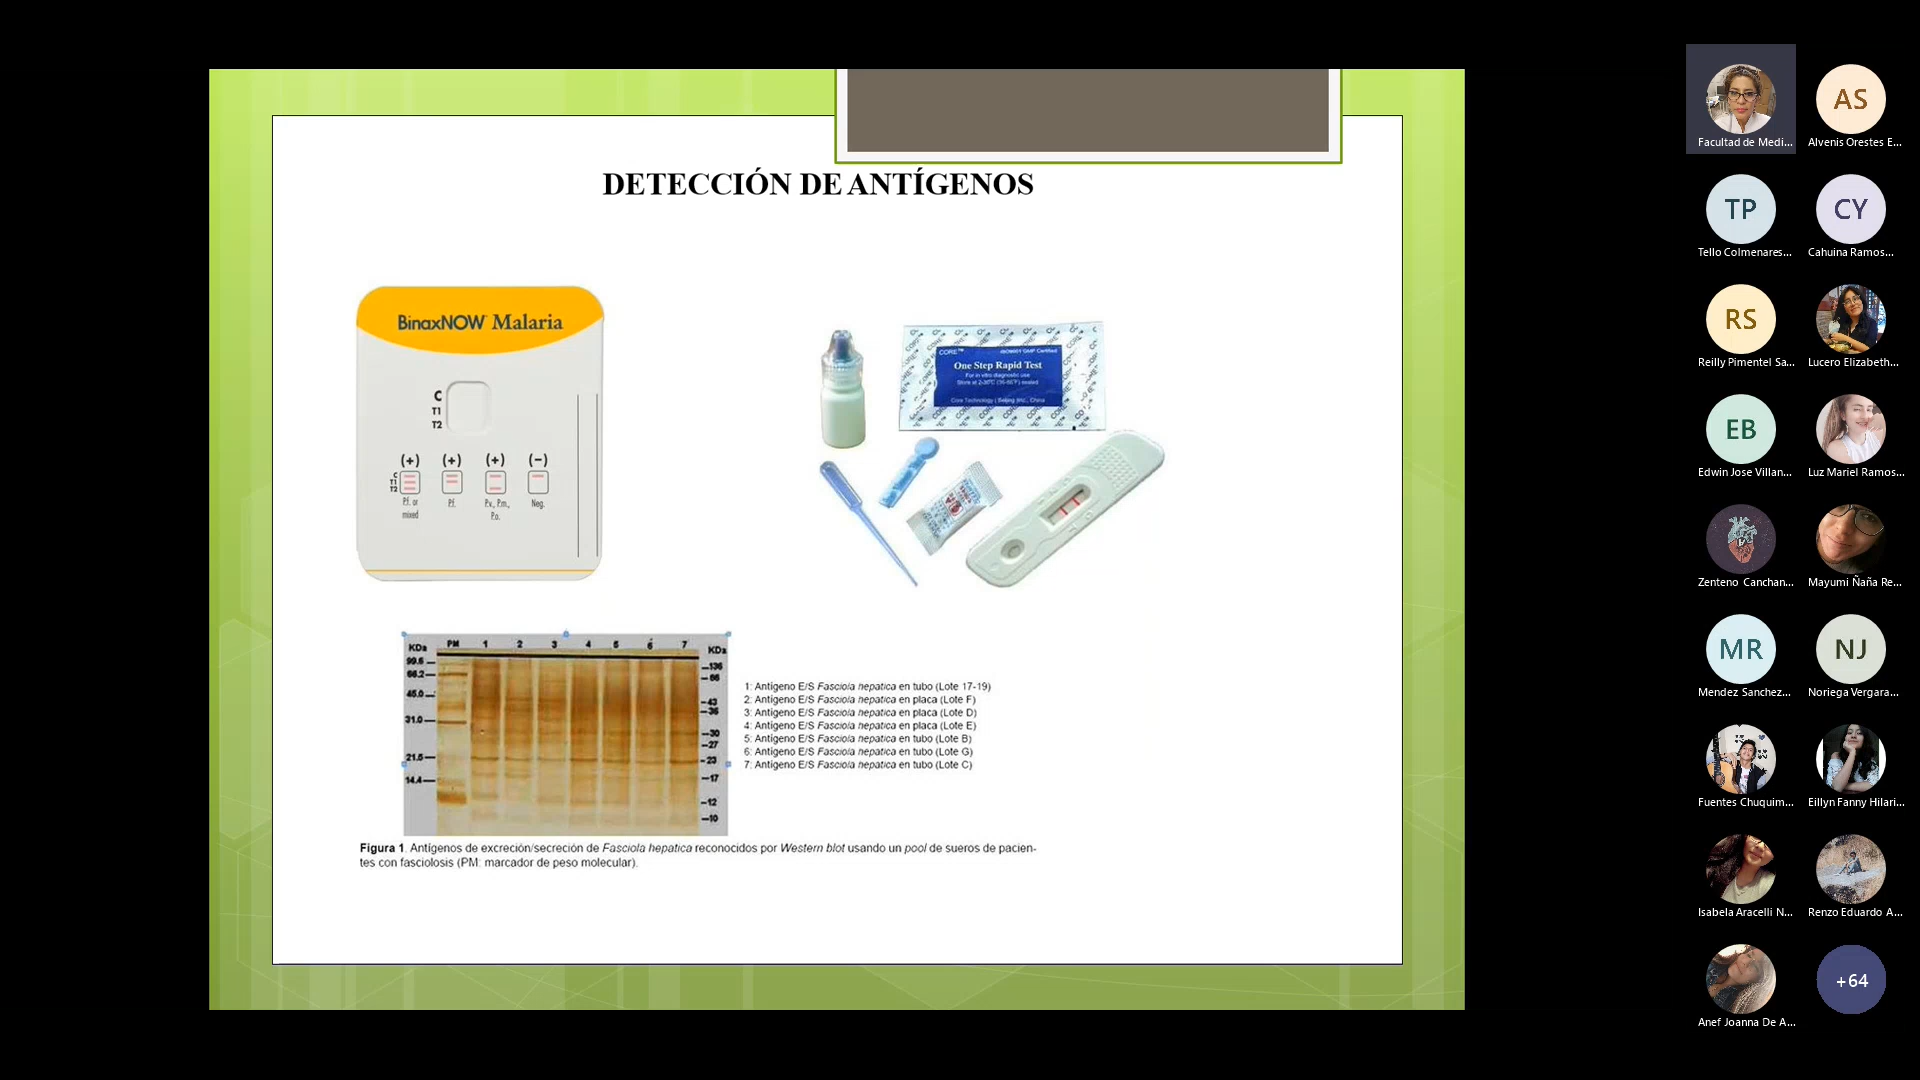 DETECCIÓN DE ANTÍGENOS
BinaxNOW Malaria
C
T1
T2
(+) (+) (+) (-)
C
T1
T2
P.f. or mixed
P.f.
P.v., P.m., P.o.
Neg.
CORE™ ISO9001 GMP Certified
One Step Rapid Test
For in vitro diagnostic use
Core Technology ( Beijing )Inc., China
KDa PM 1 2 3 4 5 6 7 KDa
99.6
66.2
45.0
31.0
21.5
14.4
136
66
43
36
30
27
23
17
12
10
1: Antígeno E/S Fasciola hepatica en tubo (Lote 17-19)
2: Antígeno E/S Fasciola hepatica en placa (Lote F)
3: Antígeno E/S Fasciola hepatica en placa (Lote D)
4: Antígeno E/S Fasciola hepatica en placa (Lote E)
5: Antígeno E/S Fasciola hepatica en tubo (Lote B)
6: Antígeno E/S Fasciola hepatica en tubo (Lote G)
7: Antígeno E/S Fasciola hepatica en tubo (Lote C)
Figura 1. Antígenos de excreción/secreción de Fasciola hepatica reconocidos por Western blot usando un pool de sueros de pacien-
tes con fasciolosis (PM: marcador de peso molecular).
Facultad de Medi...
AS
Alvenis Orestes E...
TP
Tello Colmenares...
CY
Cahuina Ramos...
RS
Reilly Pimentel Sa...
Lucero Elizabeth...
EB
Edwin Jose Villan...
Luz Mariel Ramos...
Zenteno Canchan...
Mayumi Ñaña Re...
MR
Mendez Sanchez...
NJ
Noriega Vergara...
Fuentes Chuquim...
Eillyn Fanny Hilari...
Isabela Aracelli N...
Renzo Eduardo A...
Anef Joanna De A...
+64